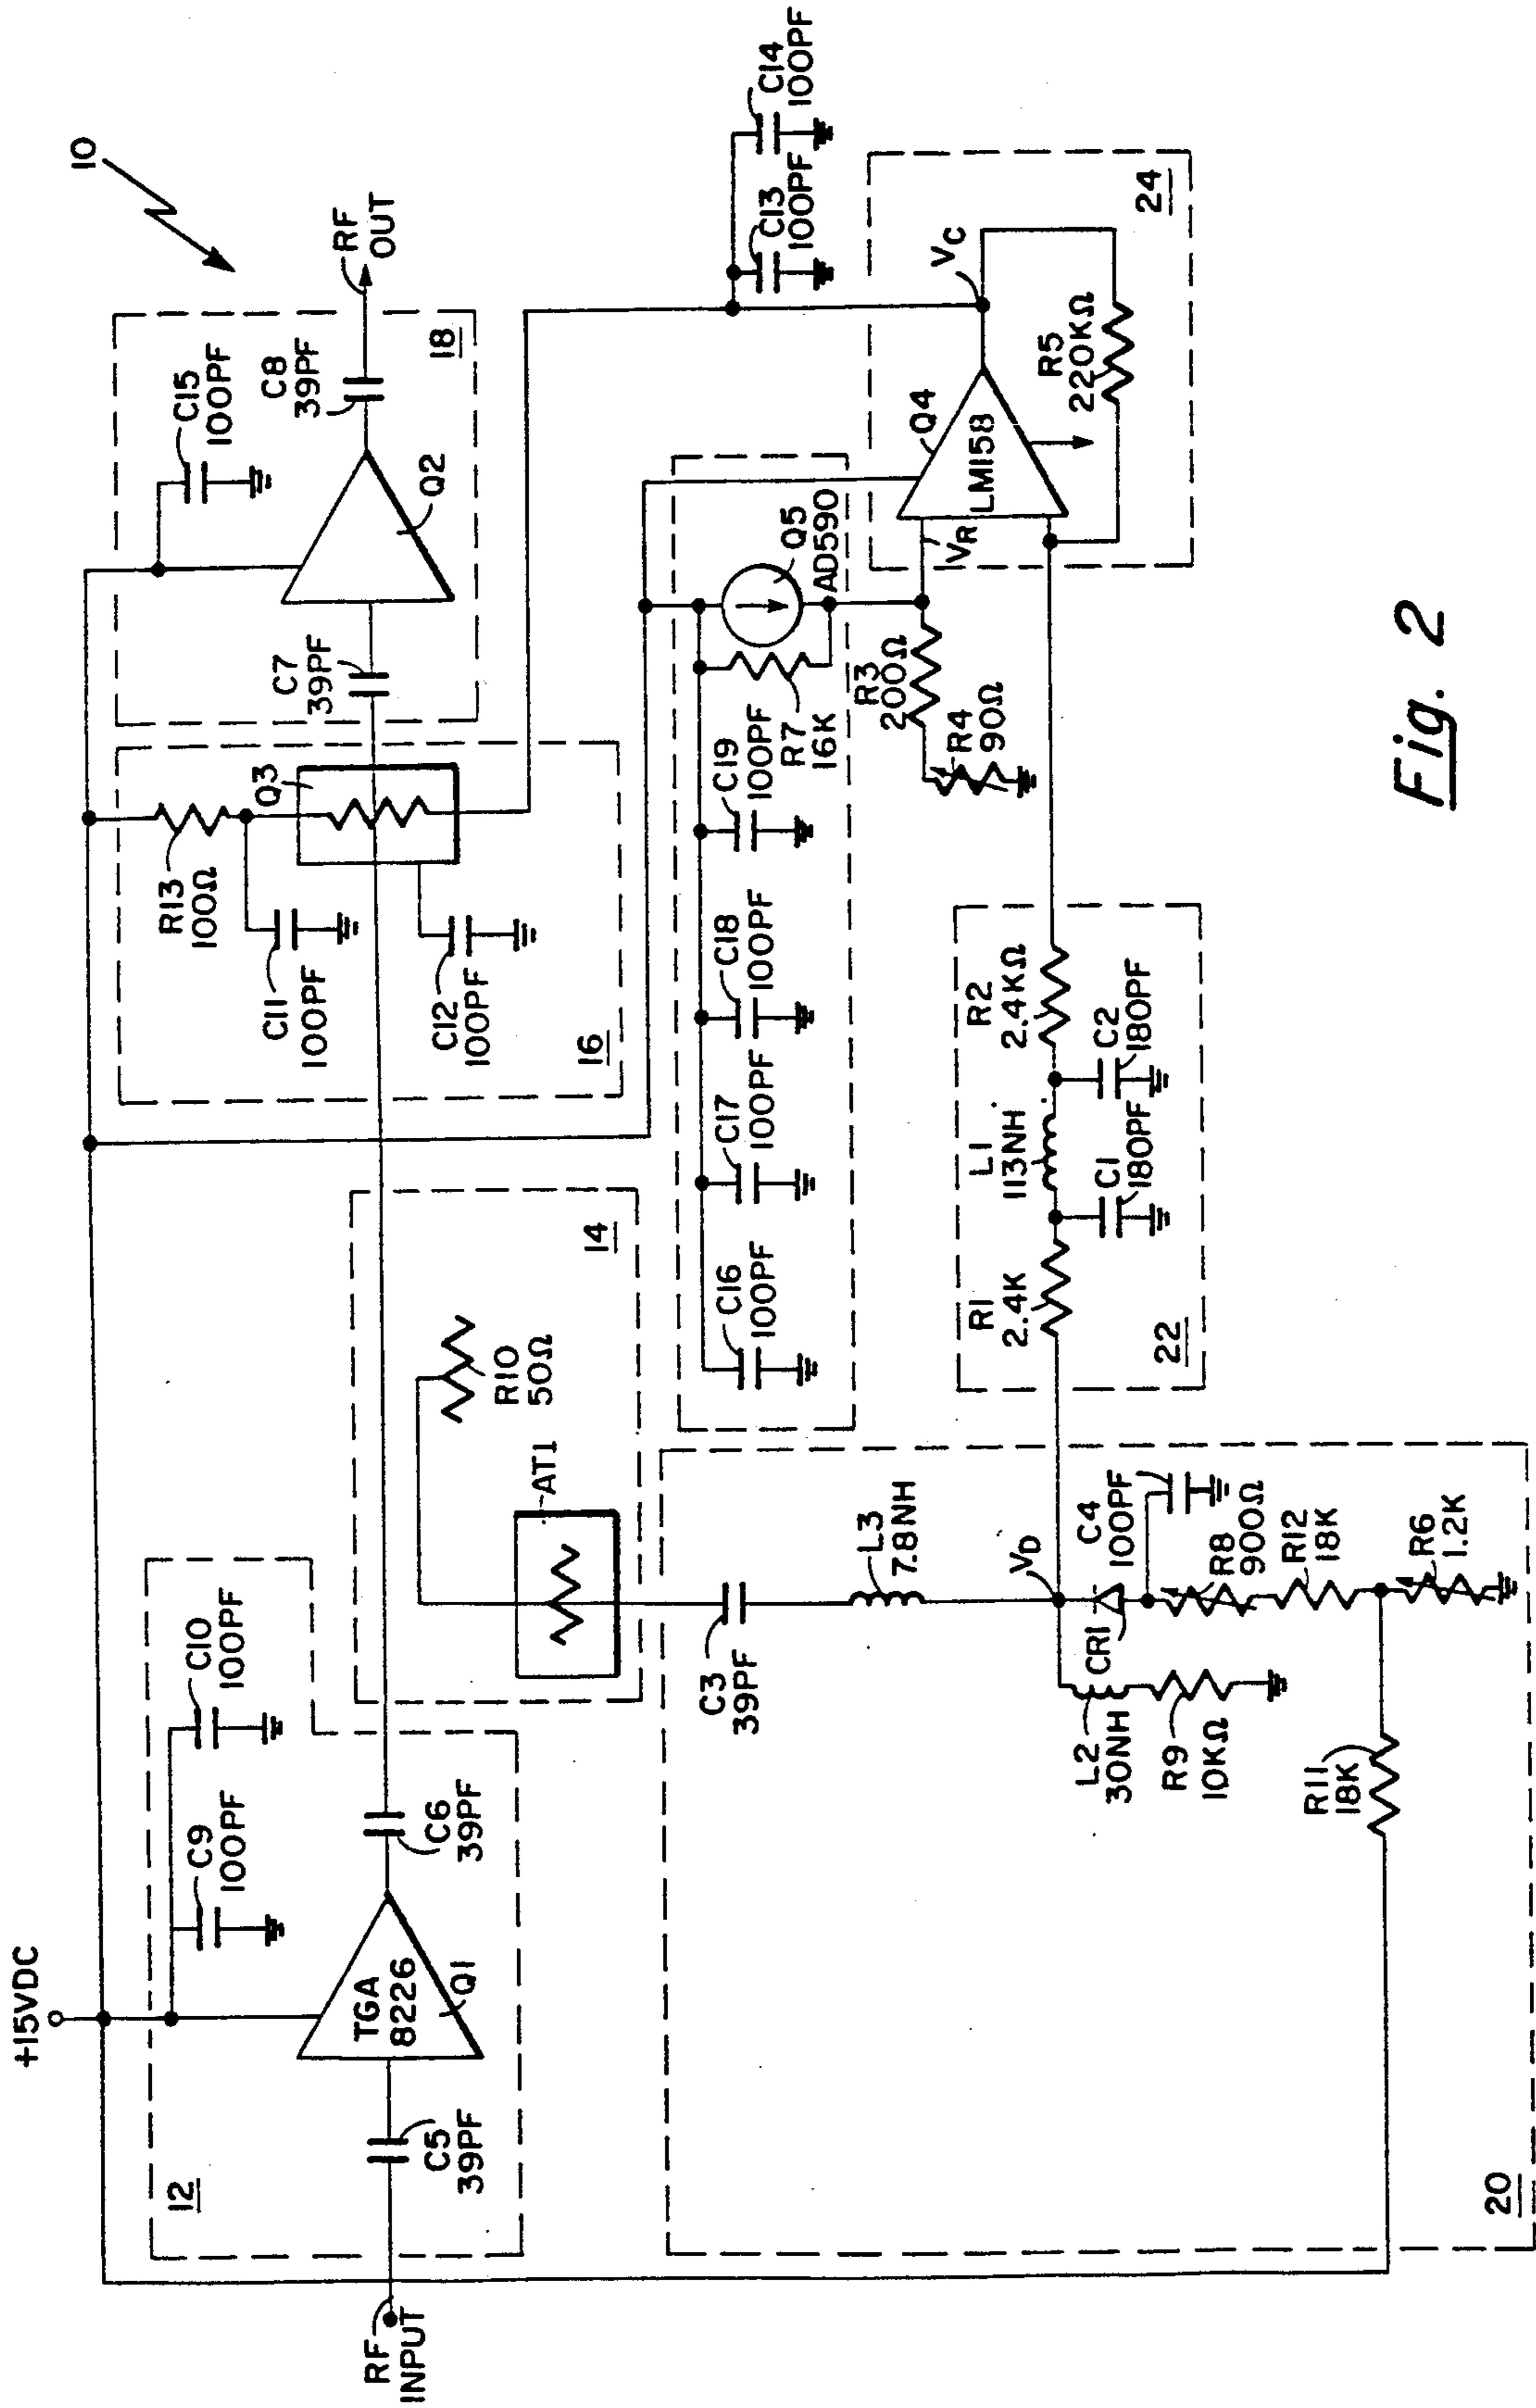 10
+15VDC
12
C9
100PF
C10
100PF
RF
INPUT
C5
39PF
TGA
8226
Q1
C6
39PF
14
AT1
R10
50Ω
16
R13
100Ω
C11
100PF
C12
100PF
Q3
18
C7
39PF
C15
100PF
Q2
C8
39PF
RF
OUT
C13
100PF
C14
100PF
C16
100PF
C17
100PF
C18
100PF
C19
100PF
R7
16K
Q5
AD590
R3
200Ω
R4
90Ω
VR
Q4
LM158
VC
R5
220KΩ
24
20
C3
39PF
L3
7.8NH
VD
L2
30NH
R9
10KΩ
CR1
C4
100PF
R8
900Ω
R12
18K
R6
1.2K
R11
18K
22
R1
2.4K
L1
113NH
C1
180PF
C2
180PF
R2
2.4KΩ
Fig. 2